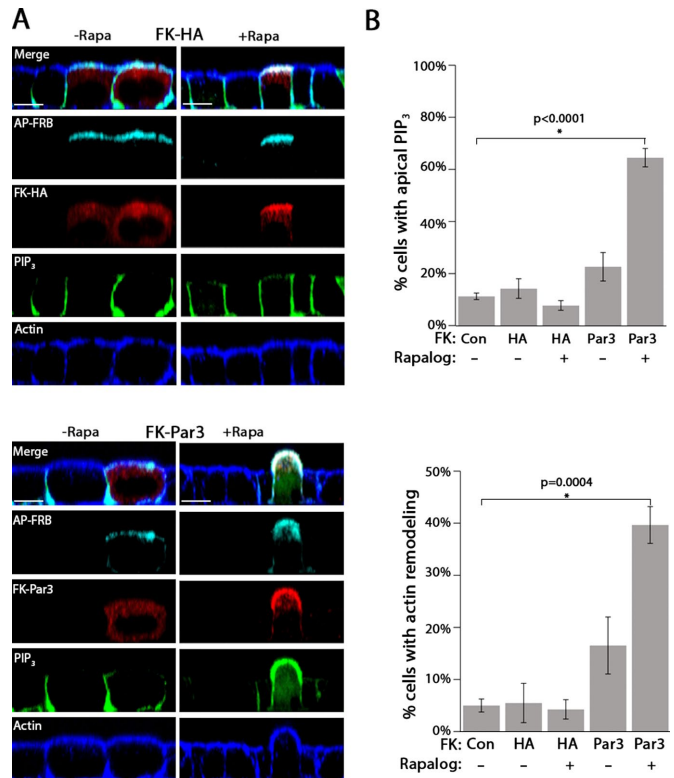 A
-Rapa FK-HA +Rapa
Merge
AP-FRB
FK-HA
PIP3
Actin
-Rapa FK-Par3 +Rapa
Merge
AP-FRB
FK-Par3
PIP3
Actin
B
% cells with apical PIP3
100%
80%
60%
40%
20%
0%
p<0.0001
*
FK: Con HA HA Par3 Par3
Rapalog: – – + – +
% cells with actin remodeling
50%
40%
30%
20%
10%
0%
p=0.0004
*
FK: Con HA HA Par3 Par3
Rapalog: – – + – +